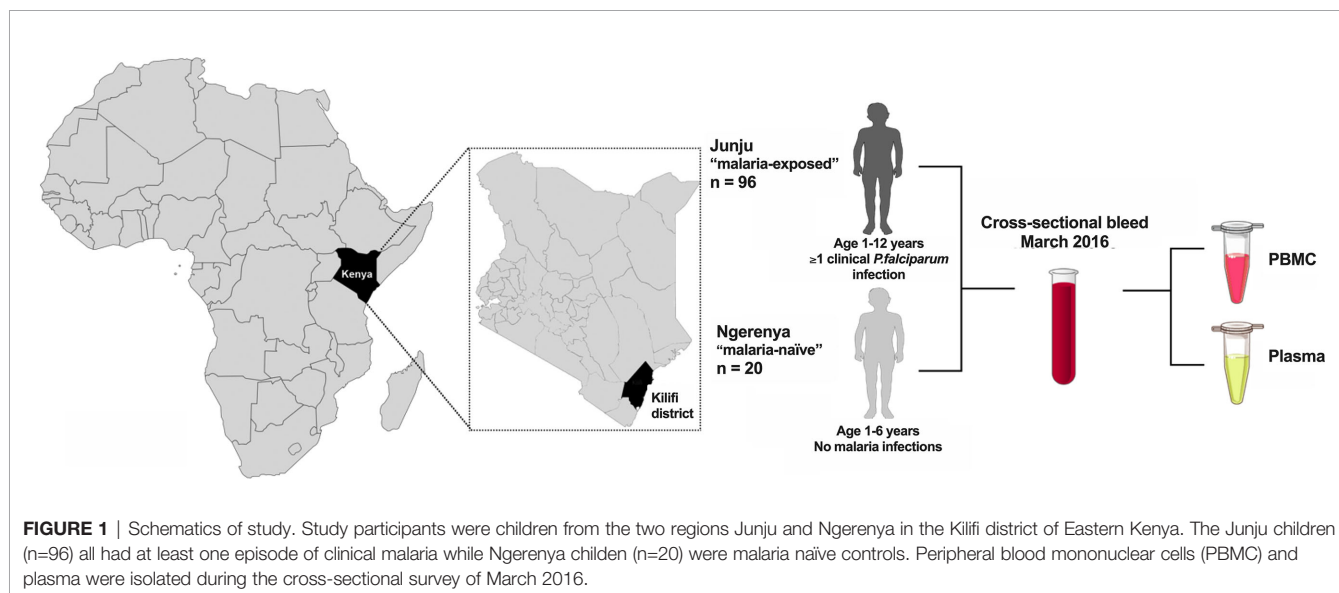 Kenya
Kilifi
district
Junju
“malaria-exposed”
n = 96
Age 1-12 years
≥1 clinical P.falciparum
infection
Ngerenya
“malaria-naïve”
n = 20
Age 1-6 years
No malaria infections
Cross-sectional bleed
March 2016
PBMC
Plasma
FIGURE 1 | Schematics of study. Study participants were children from the two regions Junju and Ngerenya in the Kilifi district of Eastern Kenya. The Junju children
(n=96) all had at least one episode of clinical malaria while Ngerenya childen (n=20) were malaria naïve controls. Peripheral blood mononuclear cells (PBMC) and
plasma were isolated during the cross-sectional survey of March 2016.